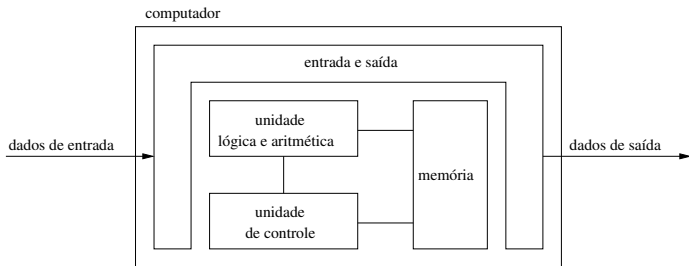 computador
entrada e saída
unidade
lógica e aritmética
dados de entrada
dados de saída
memória
unidade
de controle